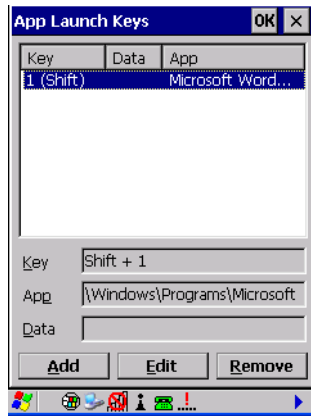 App Launch Keys OK ×
Key Data App
1 (Shift) Microsoft Word...
Key Shift + 1
App \Windows\Programs\Microsoft
Data
Add Edit Remove